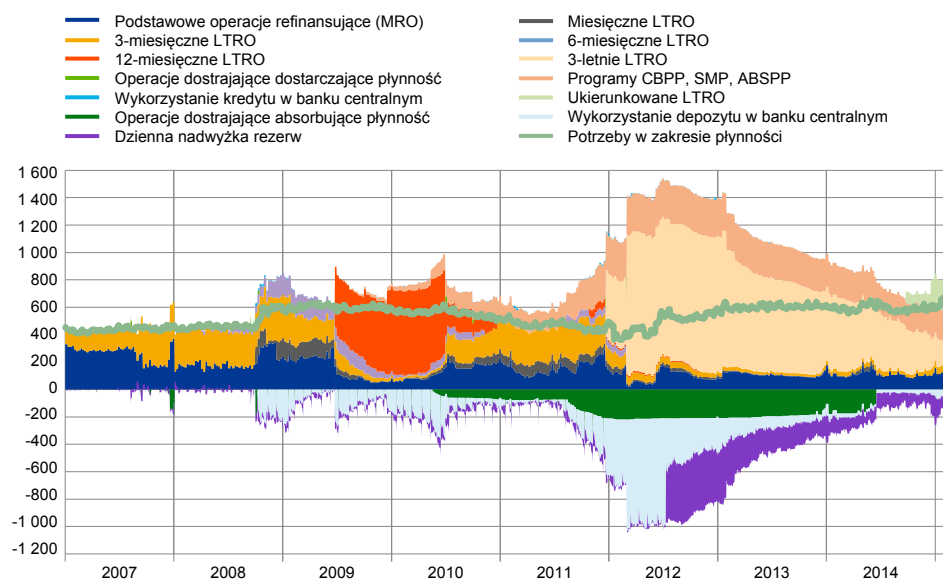 Podstawowe operacje refinansujące (MRO)
3-miesięczne LTRO
12-miesięczne LTRO
Operacje dostrajające dostarczające płynność
Wykorzystanie kredytu w banku centralnym
Operacje dostrajające absorbujące płynność
Dzienna nadwyżka rezerw
Miesięczne LTRO
6-miesięczne LTRO
3-letnie LTRO
Programy CBPP, SMP, ABSPP
Ukierunkowane LTRO
Wykorzystanie depozytu w banku centralnym
Potrzeby w zakresie płynności
1 600
1 400
1 200
1 000
800
600
400
200
0
-200
-400
-600
-800
-1 000
-1 200
2007 2008 2009 2010 2011 2012 2013 2014